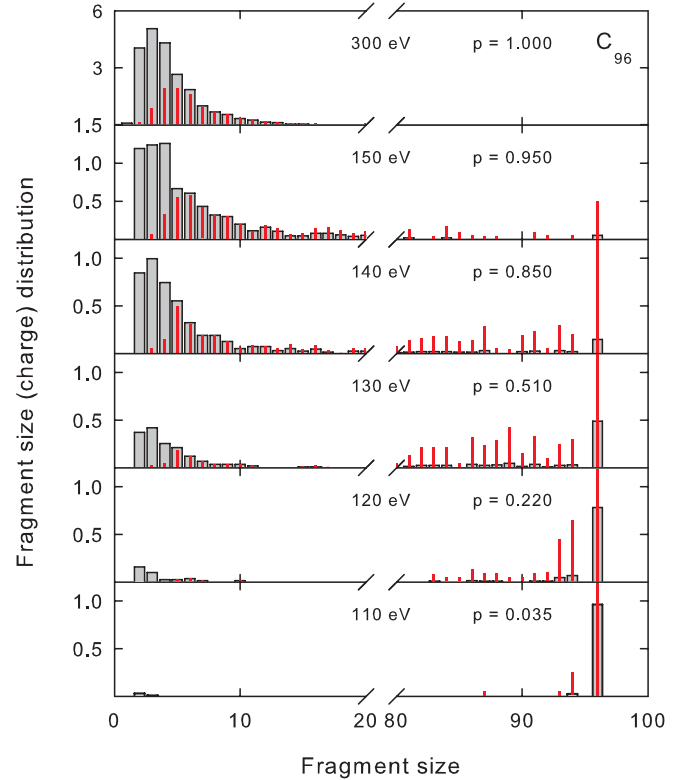 6
3
300 eV p = 1.000 C96
1.5
1.0
0.5
150 eV p = 0.950
1.0
0.5
140 eV p = 0.850
1.0
0.5
130 eV p = 0.510
1.0
0.5
120 eV p = 0.220
1.0
0.5
110 eV p = 0.035
0 10 20 80 90 100
Fragment size
Fragment size (charge) distribution